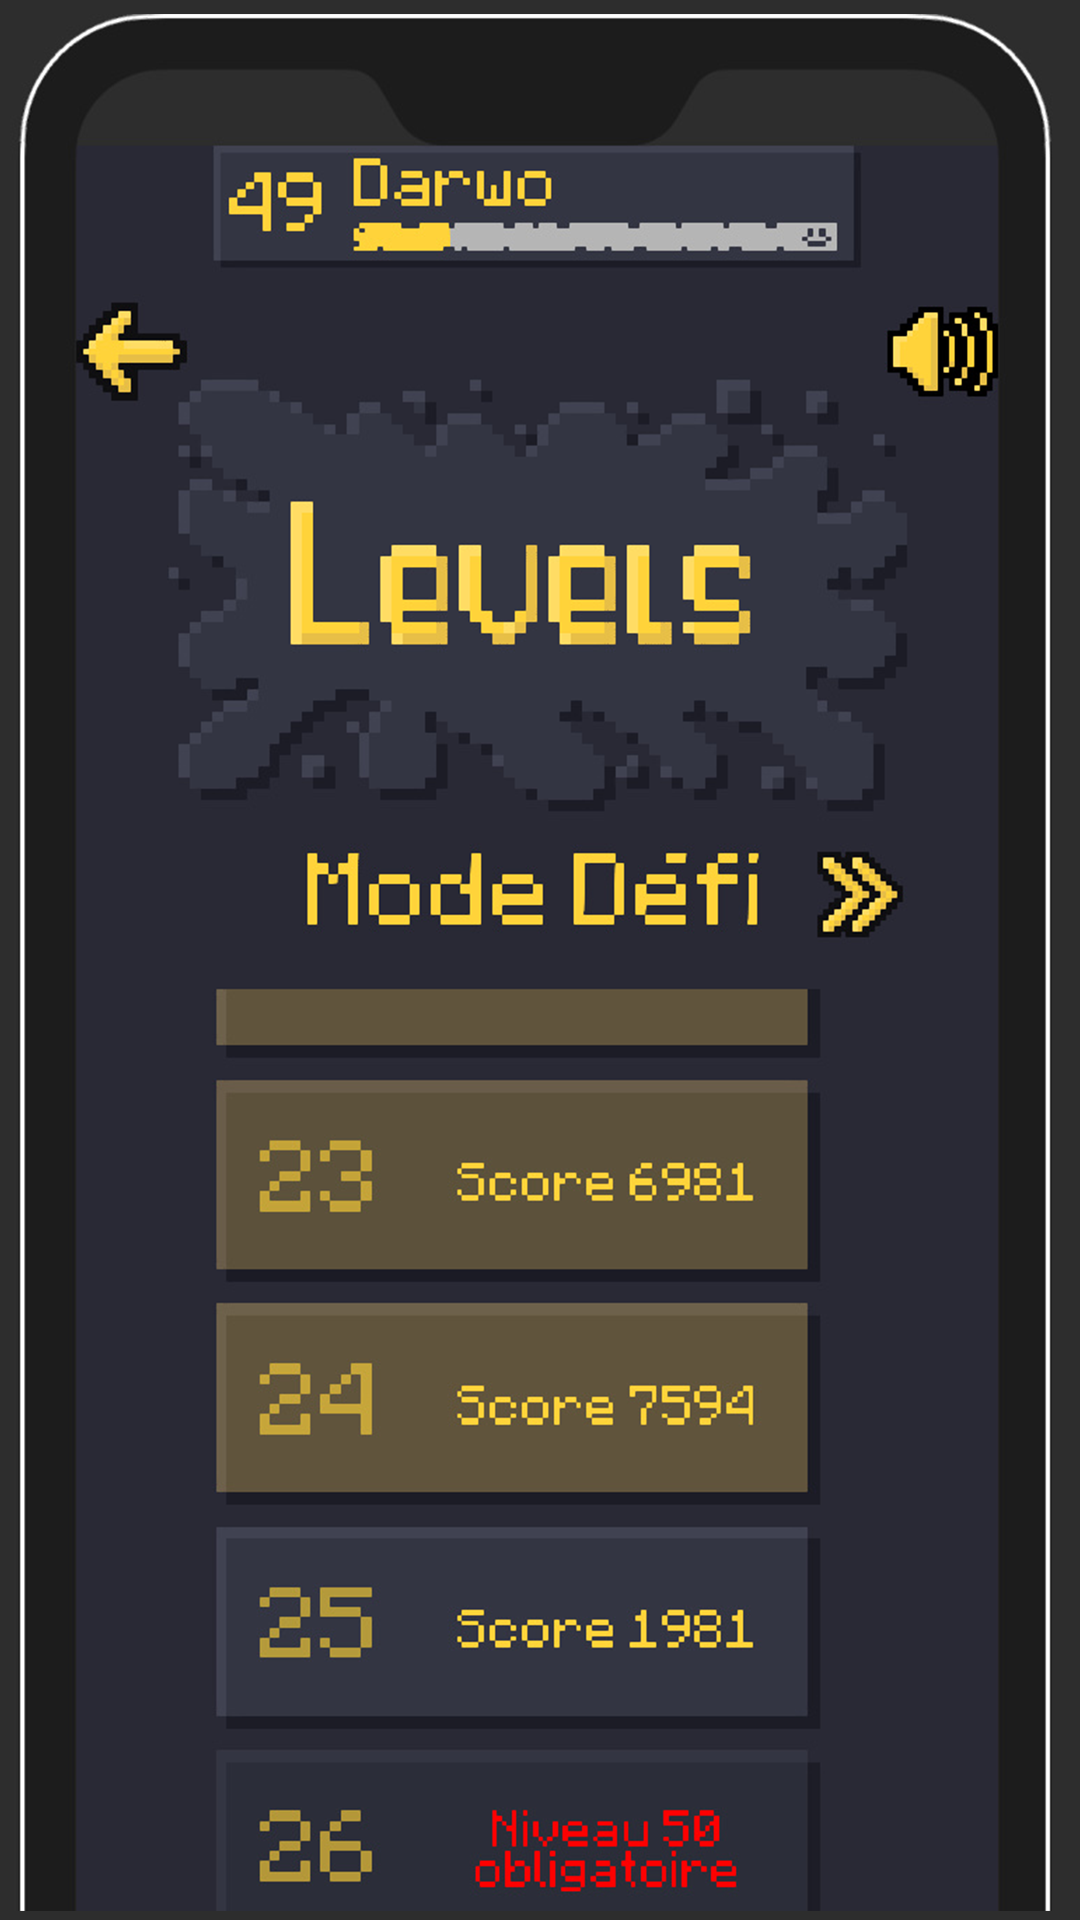 49
Darwo
Levels
Mode Défi
23 Score 6981
24 Score 7594
25 Score 1981
26 Niveau 50
obligatoire